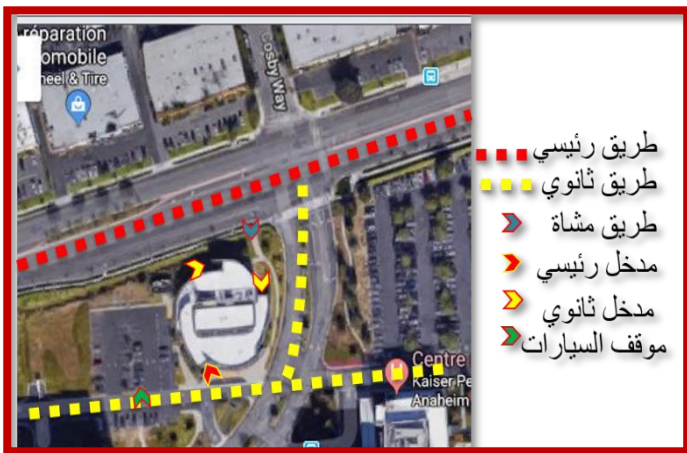 réparation
omobile
heel & Tire
Cosby Way
طريق رئيسي
طريق ثانوي
طريق مشاة
مدخل رئيسي
مدخل ثانوي
موقف السيارات
Centre
Kaiser Pe
Anaheim